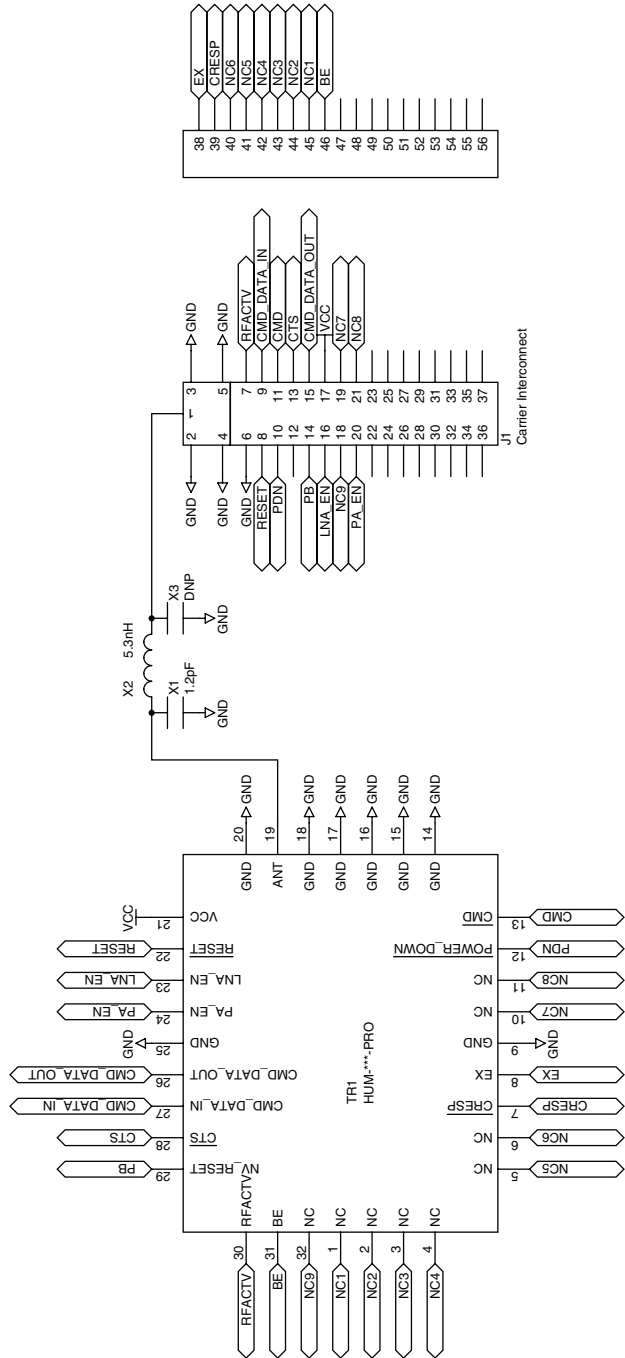 38 EX
39 CRESP
40 NC6
41 NC5
42 NC4
43 NC3
44 NC2
45 NC1
46 BE
47
48
49
50
51
52
53
54
55
56
GND 2 3 GND
1
GND 4 5 GND
GND 6 7 RFACTV
RESET 8 9 CMD_DATA_IN
PDN 10 11 CMD
12 13 CTS
PB 14 15 CMD_DATA_OUT
LNA_EN 16 17 VCC
NC9 18 19 NC7
PA_EN 20 21 NC8
22 23
24 25
26 27
28 29
30 31
32 33
34 35
36 37
J1
Carrier Interconnect
X2 5.3nH
X1
1.2pF
GND
X3
DNP
GND
TR1
HUM-***-PRO
GND 20 GND
ANT 19
GND 18 GND
GND 17 GND
GND 16 GND
GND 15 GND
GND 14 GND
VCC 21 VCC
RESET 22 RESET
LNA_EN 23 LNA_EN
PA_EN 24 PA_EN
GND 25 GND
CMD_DATA_OUT 26 CMD_DATA_OUT
CMD_DATA_IN 27 CMD_DATA_IN
CTS 28 CTS
PB 29 NV_RESET
RFACTV 30 RFACTV
BE 31 BE
NC9 32 NC
NC1 1 NC
NC2 2 NC
NC3 3 NC
NC4 4 NC
NC 5 NC5
NC 6 NC6
CRESP 7 CRESP
EX 8 EX
GND 9 GND
NC 10 NC7
NC 11 NC8
POWER_DOWN 12 PDN
CMD 13 CMD